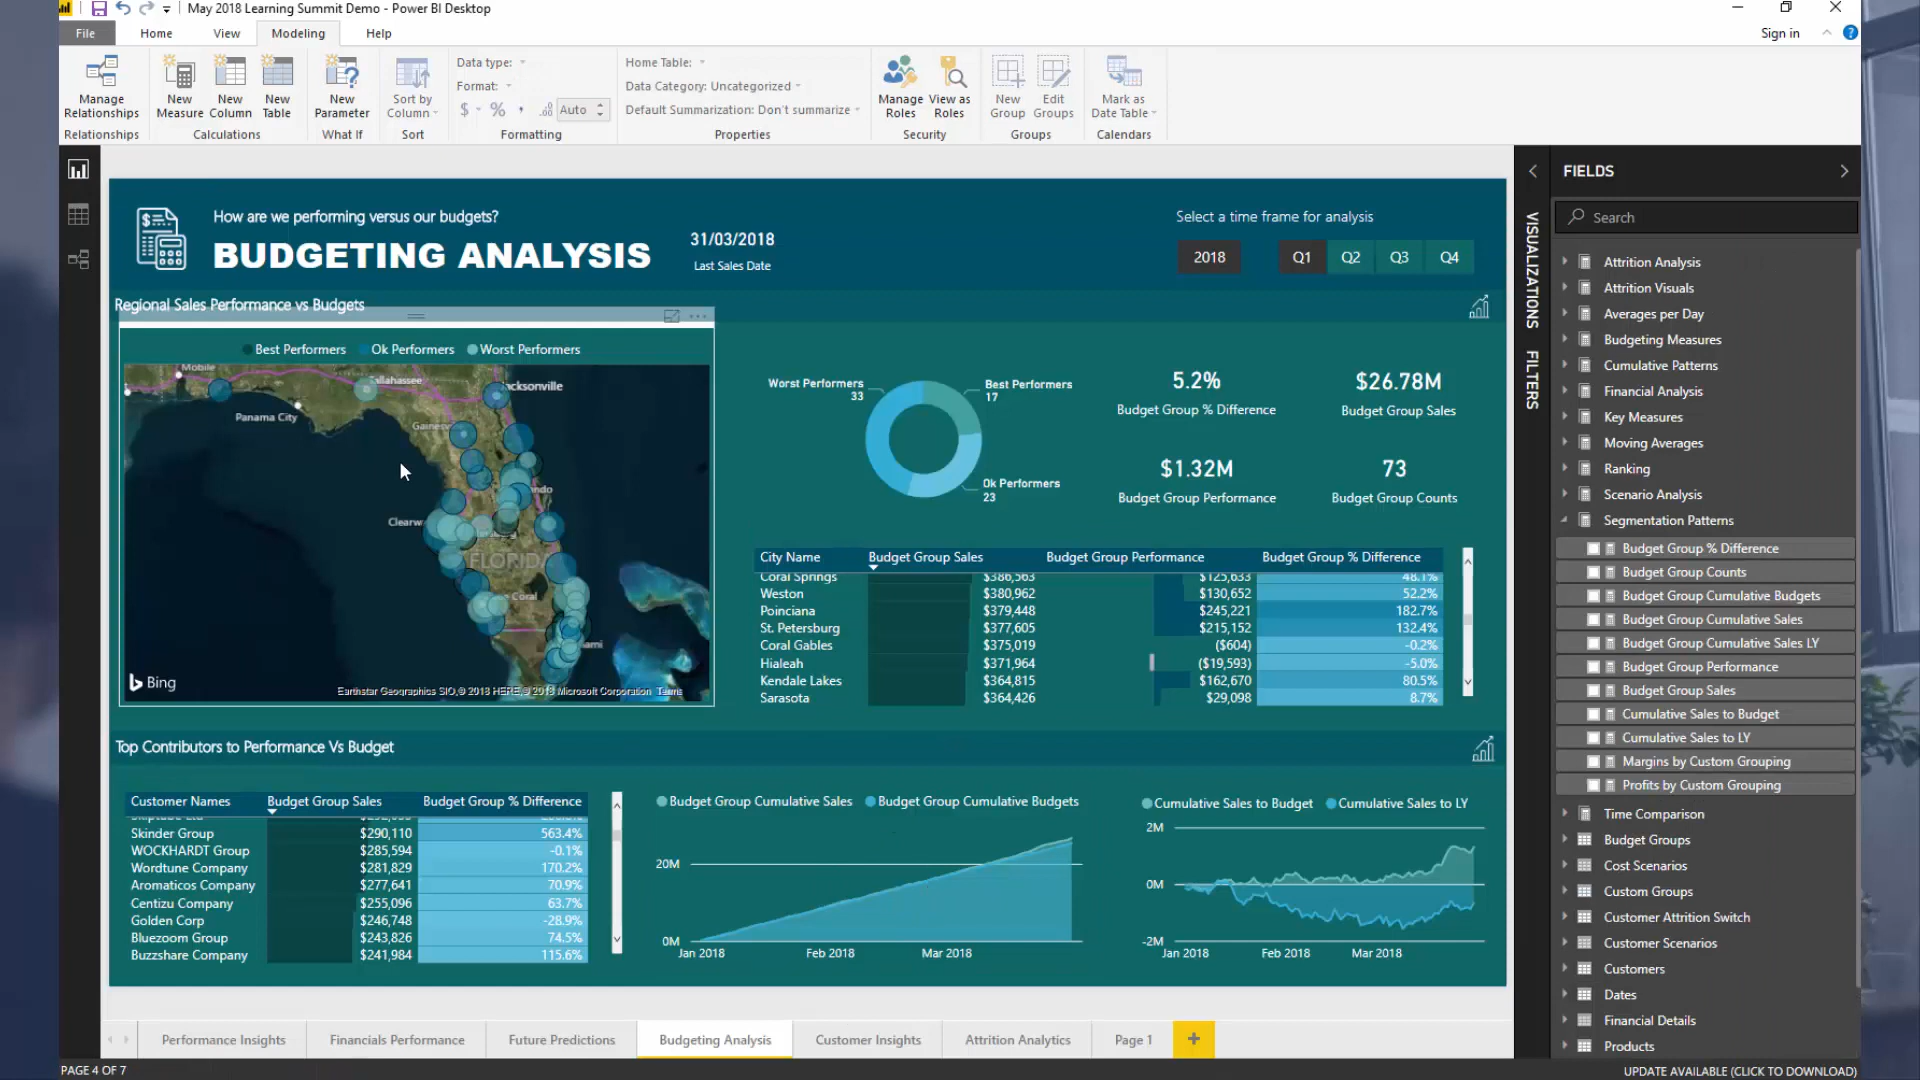 May 2018 Learning Summit Demo - Power BI Desktop
File
Home
View
Modeling
Help
Sign in
Manage Relationships
New Measure
New Column
New Table
New Parameter
Sort by Column
Data type:
Format:
$
%
,
Auto
Home Table:
Data Category: Uncategorized
Default Summarization: Don't summarize
Manage Roles
View as Roles
New Group
Edit Groups
Mark as Date Table
Relationships
Calculations
What If
Sort
Formatting
Properties
Security
Groups
Calendars
How are we performing versus our budgets?
BUDGETING ANALYSIS
31/03/2018
Last Sales Date
Select a time frame for analysis
2018
Q1
Q2
Q3
Q4
Regional Sales Performance vs Budgets
Best Performers
Ok Performers
Worst Performers
Mobile
Panama City
FLORIDA
Bing
Earthstar Geographics SIO, © 2018 HERE, © 2018 Microsoft Corporation Terms
Worst Performers
33
Best Performers
17
Ok Performers
23
5.2%
Budget Group % Difference
$26.78M
Budget Group Sales
$1.32M
Budget Group Performance
73
Budget Group Counts
City Name Budget Group Sales Budget Group Performance Budget Group % Difference
Coral Springs $386,563 $125,633 48.1%
Weston $380,962 $130,652 52.2%
Poinciana $379,448 $245,221 182.7%
St. Petersburg $377,605 $215,152 132.4%
Coral Gables $375,019 ($604) -0.2%
Hialeah $371,964 ($19,593) -5.0%
Kendale Lakes $364,815 $162,670 80.5%
Sarasota $364,426 $29,098 8.7%
Top Contributors to Performance Vs Budget
Customer Names Budget Group Sales Budget Group % Difference
Skinder Group $290,110 563.4%
WOCKHARDT Group $285,594 -0.1%
Wordtune Company $281,829 170.2%
Aromaticos Company $277,641 70.9%
Centizu Company $255,096 63.7%
Golden Corp $246,748 -28.9%
Bluezoom Group $243,826 74.5%
Buzzshare Company $241,984 115.6%
Budget Group Cumulative Sales
Budget Group Cumulative Budgets
20M
0M
Jan 2018
Feb 2018
Mar 2018
Cumulative Sales to Budget
Cumulative Sales to LY
2M
0M
-2M
Jan 2018
Feb 2018
Mar 2018
VISUALIZATIONS
FILTERS
FIELDS
Search
Attrition Analysis
Attrition Visuals
Averages per Day
Budgeting Measures
Cumulative Patterns
Financial Analysis
Key Measures
Moving Averages
Ranking
Scenario Analysis
Segmentation Patterns
Budget Group % Difference
Budget Group Counts
Budget Group Cumulative Budgets
Budget Group Cumulative Sales
Budget Group Cumulative Sales LY
Budget Group Performance
Budget Group Sales
Cumulative Sales to Budget
Cumulative Sales to LY
Margins by Custom Grouping
Profits by Custom Grouping
Time Comparison
Budget Groups
Cost Scenarios
Custom Groups
Customer Attrition Switch
Customer Scenarios
Customers
Dates
Financial Details
Products
Performance Insights
Financials Performance
Future Predictions
Budgeting Analysis
Customer Insights
Attrition Analytics
Page 1
+
PAGE 4 OF 7
UPDATE AVAILABLE (CLICK TO DOWNLOAD)